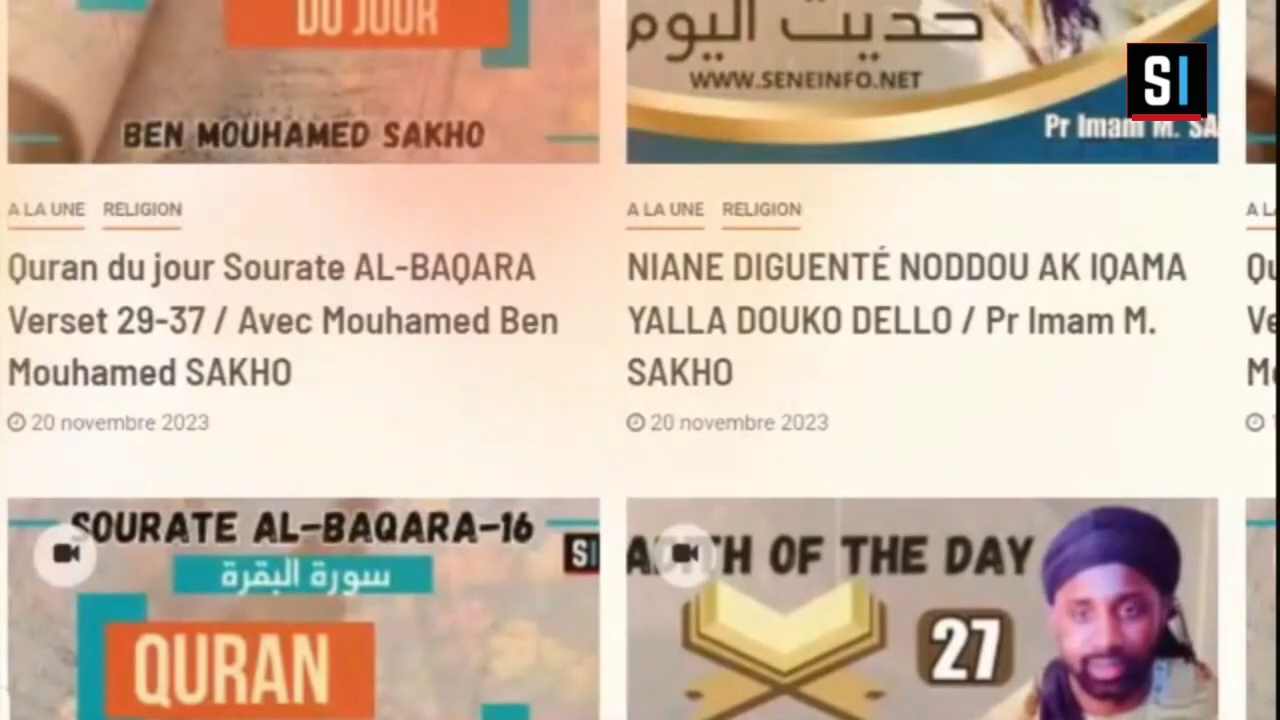 DU JOUR
BEN MOUHAMED SAKHO
حديث اليوم
WWW.SENEINFO.NET
Pr Imam M. SA
SI
A LA UNE RELIGION
Quran du jour Sourate AL-BAQARA
Verset 29-37 / Avec Mouhamed Ben
Mouhamed SAKHO
20 novembre 2023
A LA UNE RELIGION
NIANE DIGUENTÉ NODDOU AK IQAMA
YALLA DOUKO DELLO / Pr Imam M.
SAKHO
20 novembre 2023
SOURATE AL-BAQARA-16
سورة البقرة
SI
QURAN
OF THE DAY
27